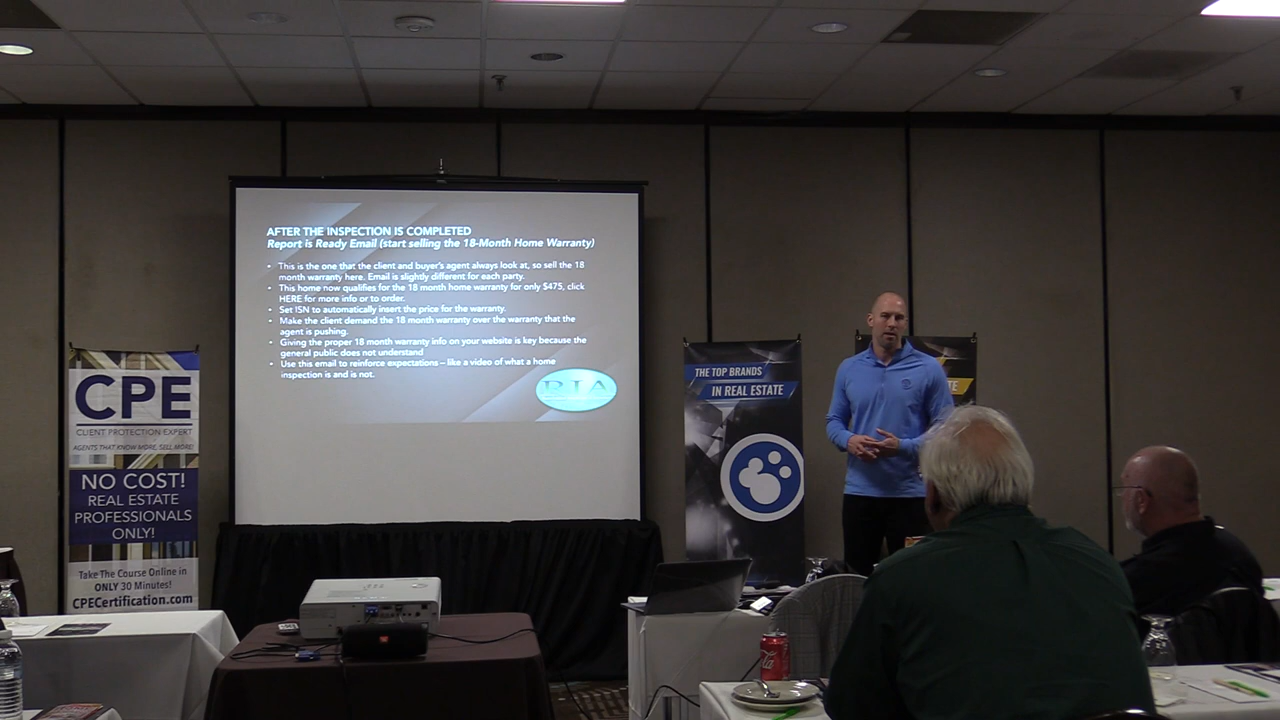 AFTER THE INSPECTION IS COMPLETED
Report is Ready Email (start selling the 18-Month Home Warranty)
• This is the one that the client and buyer's agent always look at, so sell the 18
month warranty here. Email is slightly different for each party.
• This home now qualifies for the 18 month home warranty for only $475, click
HERE for more info or to order.
• Set ISN to automatically insert the price for the warranty.
• Make the client demand the 18 month warranty over the warranty that the
agent is pushing.
• Giving the proper 18 month warranty info on your website is key because the
general public does not understand
• Use this email to reinforce expectations – like a video of what a home
inspection is and is not.
CPE
CLIENT PROTECTION EXPERT
AGENTS THAT KNOW MORE, SELL MORE!
NO COST!
REAL ESTATE
PROFESSIONALS
ONLY!
Take The Course Online in
ONLY 30 Minutes!
CPECertification.com
THE TOP BRANDS
IN REAL ESTATE